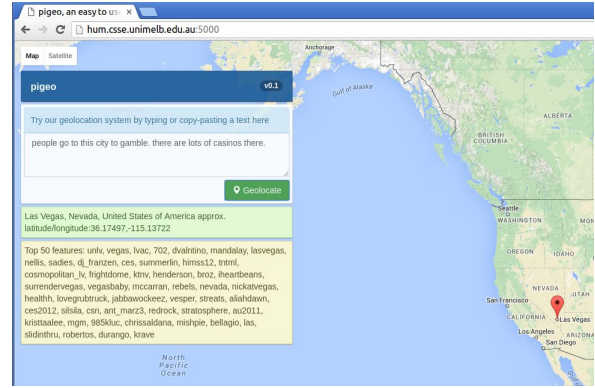 pigeo, an easy to us
hum.csse.unimelb.edu.au:5000
Map Satellite
pigeo v0.1
Try our geolocation system by typing or copy-pasting a text here
people go to this city to gamble. there are lots of casinos there.
Geolocate
Las Vegas, Nevada, United States of America approx.
latitude/longitude:36.17497,-115.13722
Top 50 features: unlv, vegas, lvac, 702, dvalntino, mandalay, lasvegas,
nellis, sadies, dj_franzen, ces, summerlin, himss12, tntml,
cosmopolitan_lv, frightdome, ktnv, henderson, broz, iheartbeans,
surrendervegas, vegasbaby, mccarran, rebels, nevada, nickatvegas,
healthh, lovegrubtruck, jabbawockeez, vesper, streats, aliahdawn,
ces2012, silsila, csn, ant_marz3, redrock, stratosphere, au2011,
kristtaalee, mgm, 985kluc, chrissaldana, mishpie, bellagio, las,
slidinthru, robertos, durango, krave
Anchorage
Gulf of Alaska
ALBERTA
BRITISH
COLUMBIA
Seattle
WASHINGTON
MON
OREGON
IDAHO
NEVADA
UTAH
San Francisco
CALIFORNIA
Las Vegas
Los Angeles
ARIZONA
San Diego
North
Pacific
Ocean